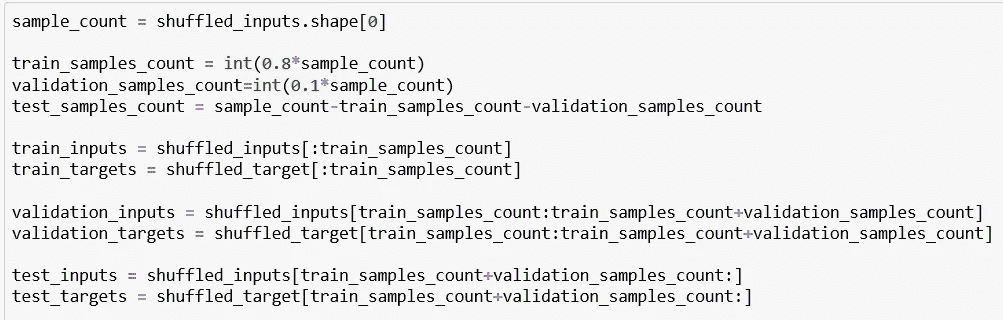 sample_count = shuffled_inputs.shape[0]
train_samples_count = int(0.8*sample_count)
validation_samples_count=int(0.1*sample_count)
test_samples_count = sample_count-train_samples_count-validation_samples_count
train_inputs = shuffled_inputs[:train_samples_count]
train_targets = shuffled_target[:train_samples_count]
validation_inputs = shuffled_inputs[train_samples_count:train_samples_count+validation_samples_count]
validation_targets = shuffled_target[train_samples_count:train_samples_count+validation_samples_count]
test_inputs = shuffled_inputs[train_samples_count+validation_samples_count:]
test_targets = shuffled_target[train_samples_count+validation_samples_count:]